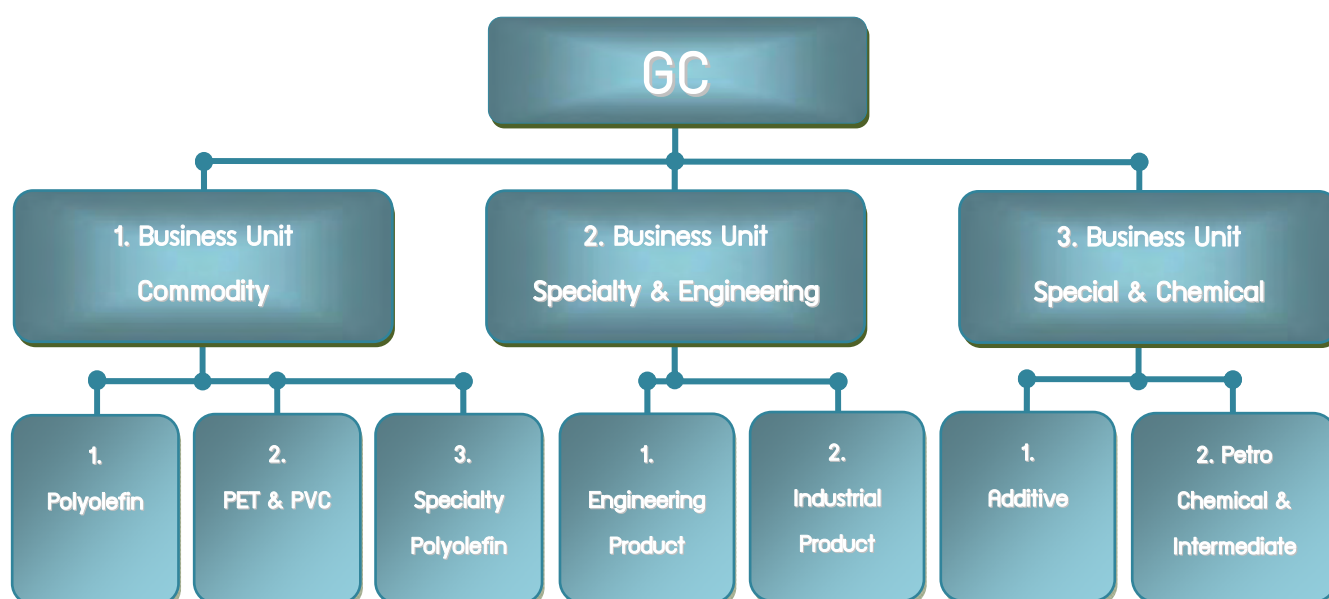 GC
1. Business Unit
Commodity
2. Business Unit
Specialty & Engineering
3. Business Unit
Special & Chemical
1.
Polyolefin
2.
PET & PVC
3.
Specialty
Polyolefin
1.
Engineering
Product
2.
Industrial
Product
1.
Additive
2. Petro
Chemical &
Intermediate